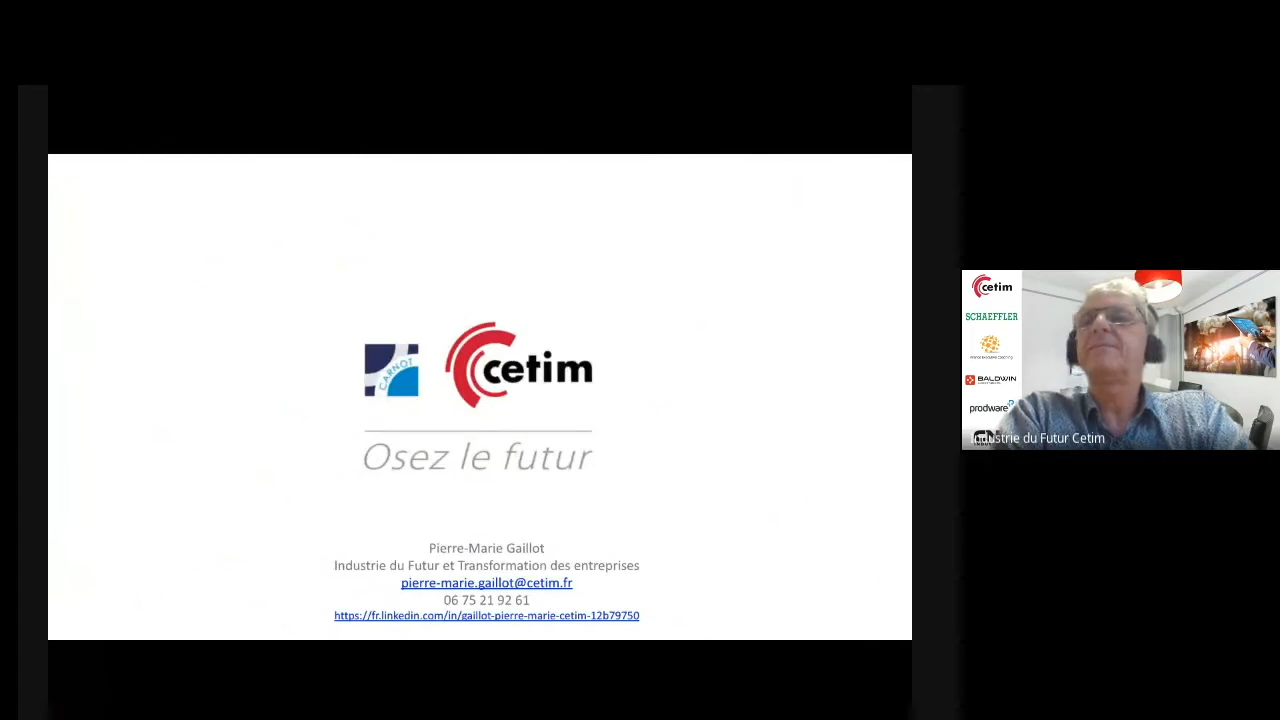 CARNOT
cetim
Osez le futur
Pierre-Marie Gaillot
Industrie du Futur et Transformation des entreprises
pierre-marie.gaillot@cetim.fr
06 75 21 92 61
https://fr.linkedin.com/in/gaillot-pierre-marie-cetim-12b79750
cetim
SCHAEFFLER
BALDWIN
prodware
Industrie du Futur Cetim